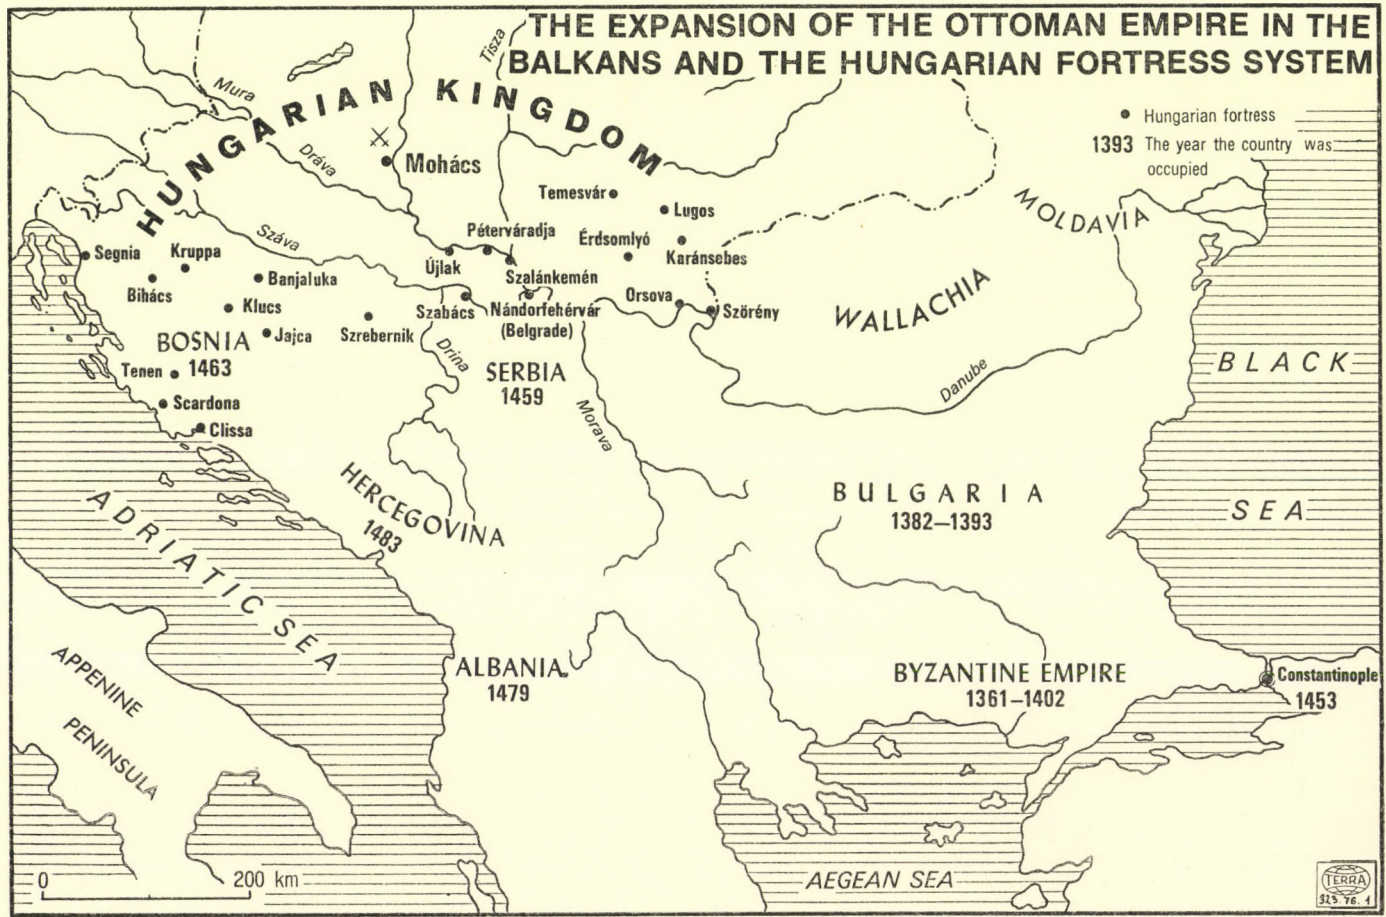 THE EXPANSION OF THE OTTOMAN EMPIRE IN THE
BALKANS AND THE HUNGARIAN FORTRESS SYSTEM
Hungarian fortress
1393 The year the country was
occupied
HUNGARIAN KINGDOM
Mura
Tisza
Dráva
Mohács
Temesvár
Lugos
MOLDAVIA
Száva
Péterváradja
Érdsomlyó
Karánsebes
Segnia
Kruppa
Újlak
Szalánkemén
Bihács
Banjaluka
Orsova
Szörény
WALLACHIA
Klucs
Szabács
Nándorfehérvár
(Belgrade)
Jajca
Szrebernik
BOSNIA
1463
Drina
SERBIA
1459
Tenen
Scardona
Clissa
Morava
Danube
BLACK
SEA
HERCEGOVINA
1483
BULGARIA
1382–1393
ADRIATIC SEA
APPENINE
PENINSULA
ALBANIA
1479
BYZANTINE EMPIRE
1361–1402
Constantinople
1453
AEGEAN SEA
0 200 km
TERRA
923.76.1